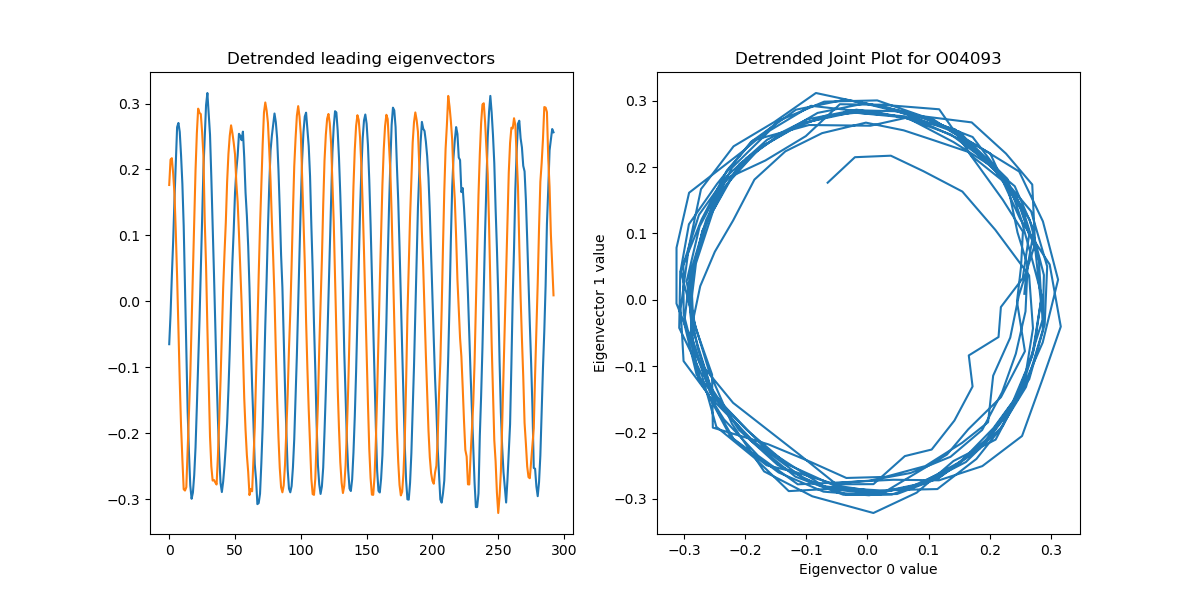 Detrended leading eigenvectors
0.3
0.2
0.1
0.0
−0.1
−0.2
−0.3
0 50 100 150 200 250 300
Detrended Joint Plot for O04093
Eigenvector 1 value
0.3
0.2
0.1
0.0
−0.1
−0.2
−0.3
−0.3 −0.2 −0.1 0.0 0.1 0.2 0.3
Eigenvector 0 value